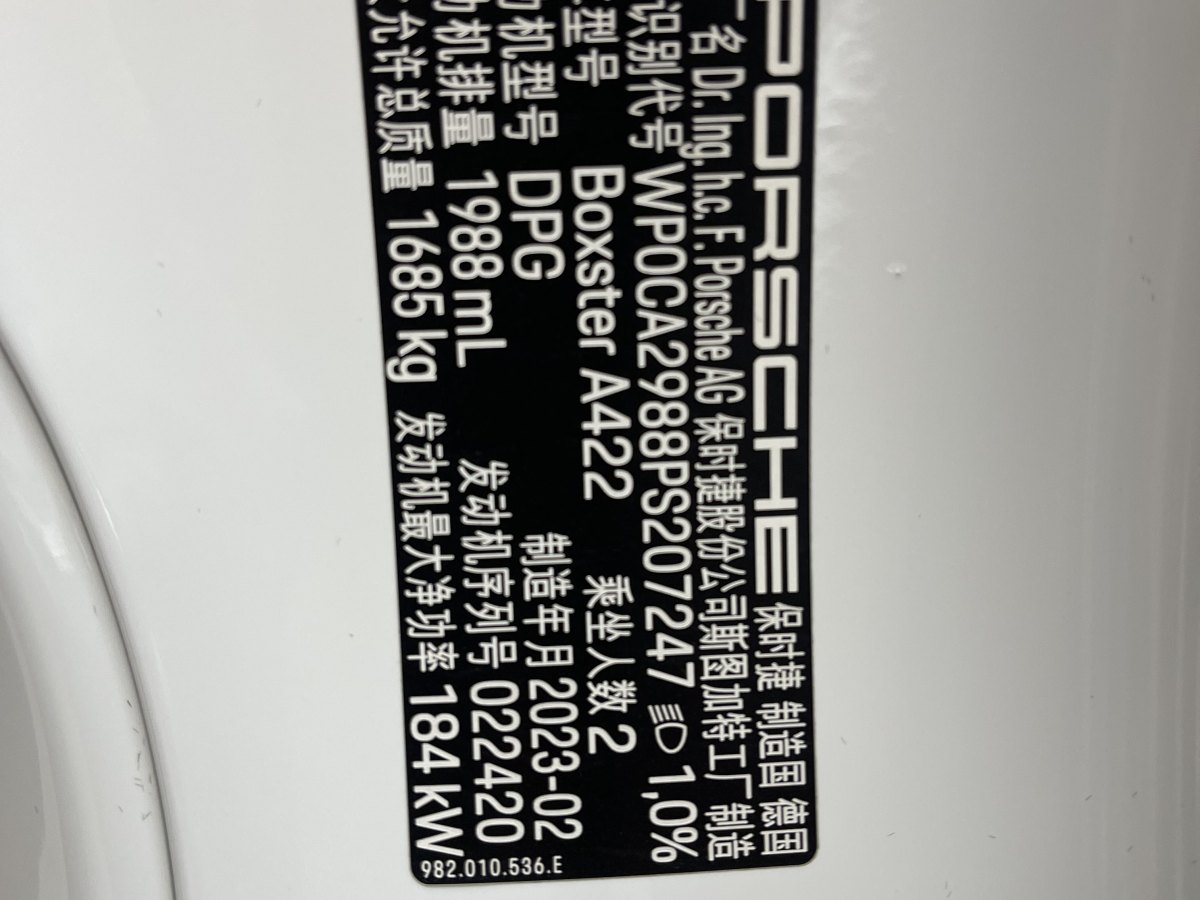 PORSCHE 保时捷 制造国 德国
厂名 Dr. Ing. h.c. F. Porsche AG 保时捷股份公司斯图加特工厂制造
识别代号 WP0CA2988PS207247 1,0%
型号 Boxster A422 乘坐人数 2
机型号 DPG 制造年月 2023-02
动机排量 1988 mL 发动机序列号 022420
允许总质量 1685 kg 发动机最大净功率 184 kW
982.010.536.E